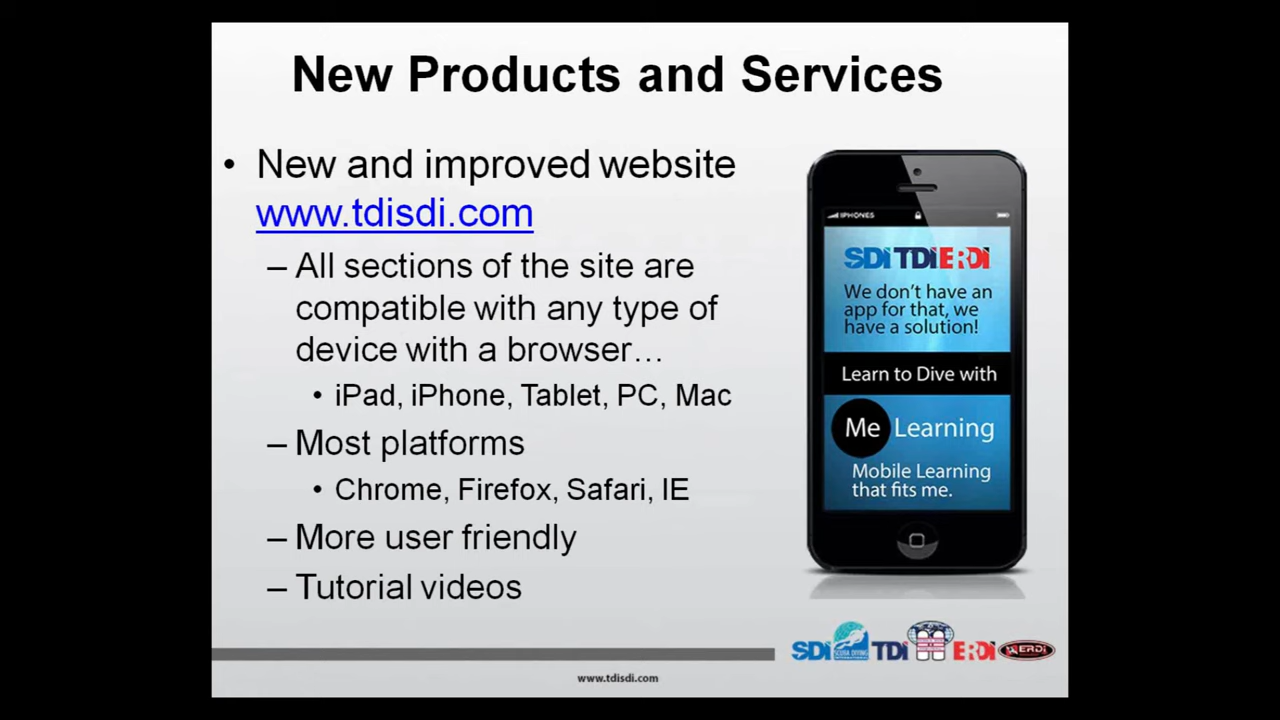 New Products and Services
• New and improved website
www.tdisdi.com
– All sections of the site are
compatible with any type of
device with a browser…
• iPad, iPhone, Tablet, PC, Mac
– Most platforms
• Chrome, Firefox, Safari, IE
– More user friendly
– Tutorial videos
IPHONES
SDI TDI ERDI
We don't have an
app for that, we
have a solution!
Learn to Dive with
Me Learning
Mobile Learning
that fits me.
SDI TDI ERDI ERDI
www.tdisdi.com